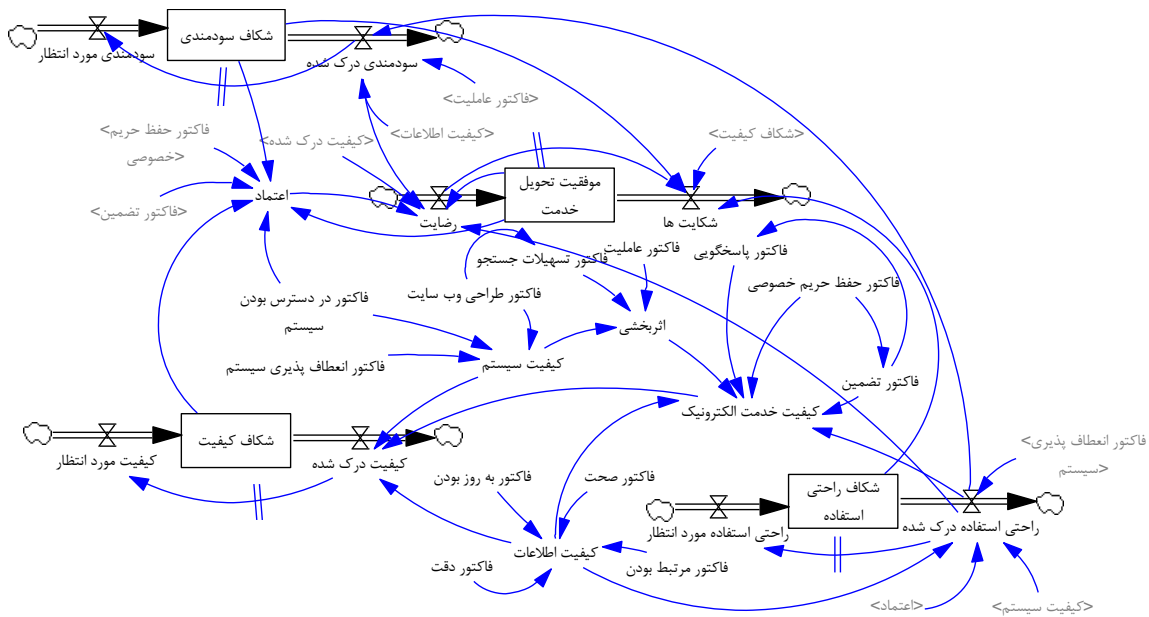 شکاف سودمندی
سودمندی مورد انتظار
سودمندی درک شده
<فاکتور عاملیت>
<فاکتور حفظ حریم
خصوصی>
<کیفیت درک شده>
<کیفیت اطلاعات>
<شکاف کیفیت>
موفقیت تحویل
خدمت
اعتماد
<فاکتور تضمین>
رضایت
شکایت ها
فاکتور عاملیت
فاکتور پاسخگویی
فاکتور تسهیلات جستجو
فاکتور حفظ حریم خصوصی
فاکتور طراحی وب سایت
فاکتور در دسترس بودن
سیستم
اثربخشی
فاکتور انعطاف پذیری سیستم
کیفیت سیستم
فاکتور تضمین
کیفیت خدمت الکترونیک
شکاف کیفیت
کیفیت مورد انتظار
کیفیت درک شده
<فاکتور انعطاف پذیری
سیستم>
فاکتور به روز بودن
فاکتور صحت
شکاف راحتی
استفاده
راحتی استفاده مورد انتظار
راحتی استفاده درک شده
کیفیت اطلاعات
فاکتور دقت
فاکتور مرتبط بودن
<اعتماد>
<کیفیت سیستم>